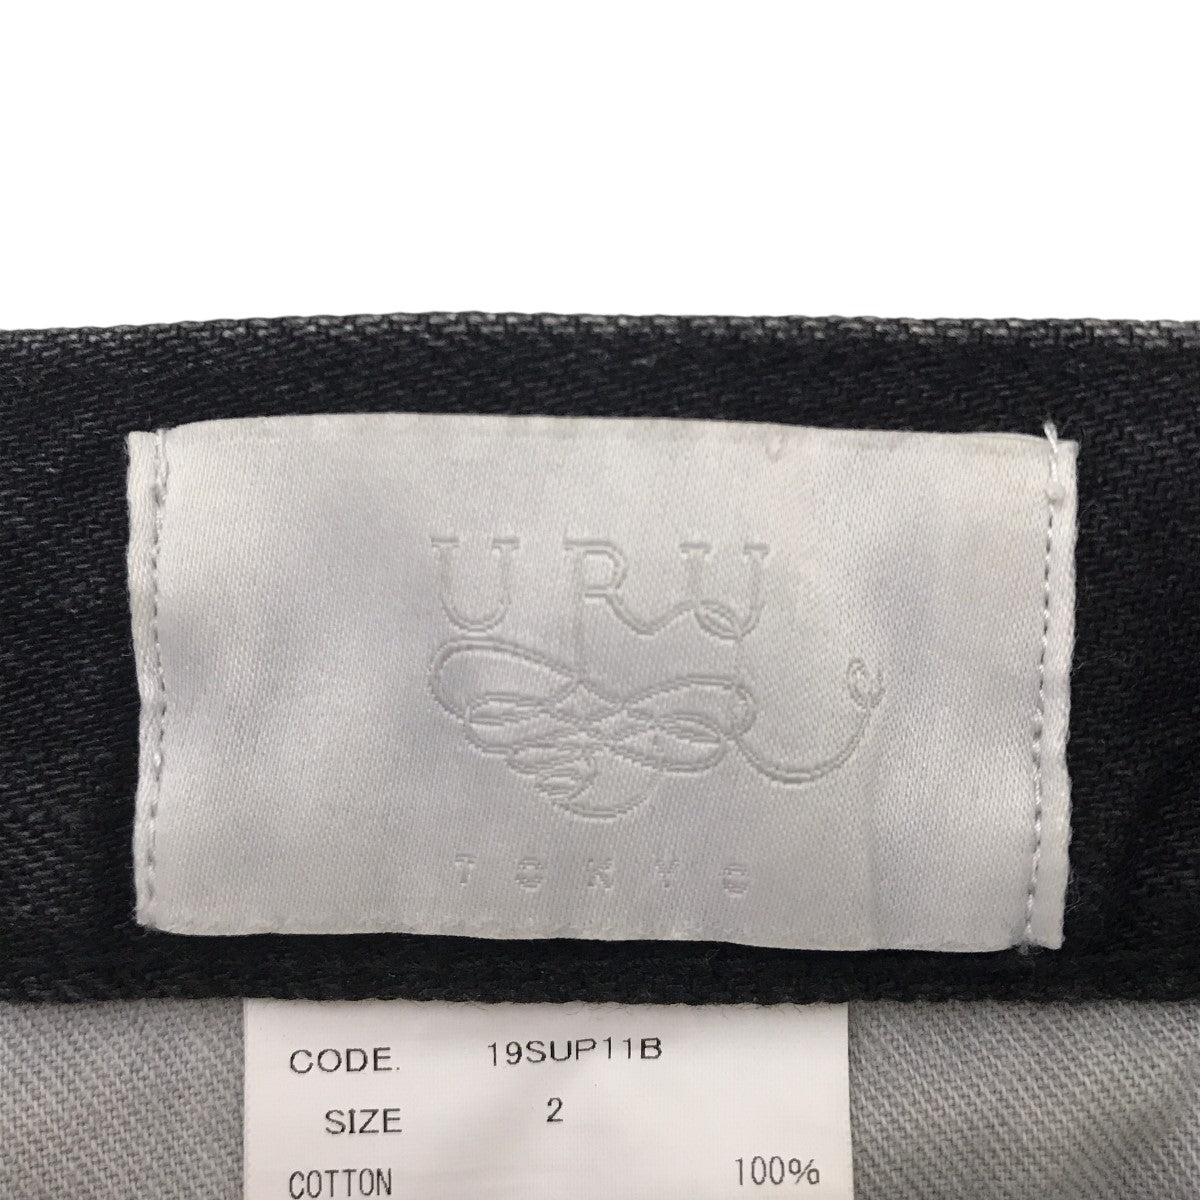 URU
TOKYO
CODE. 19SUP11B
SIZE 2
COTTON 100%